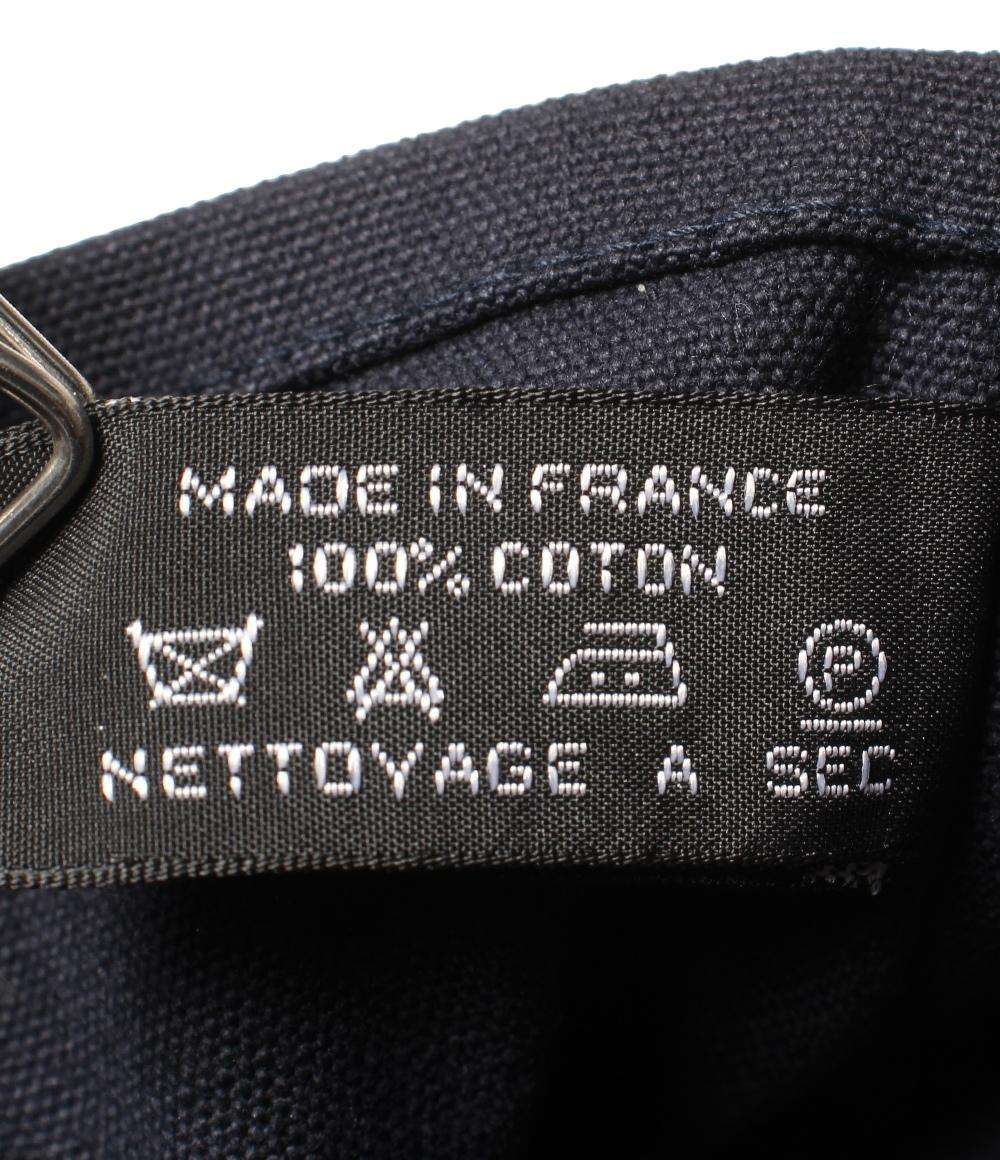 MADE IN FRANCE
100% COTON
P
NETTOYAGE A SEC